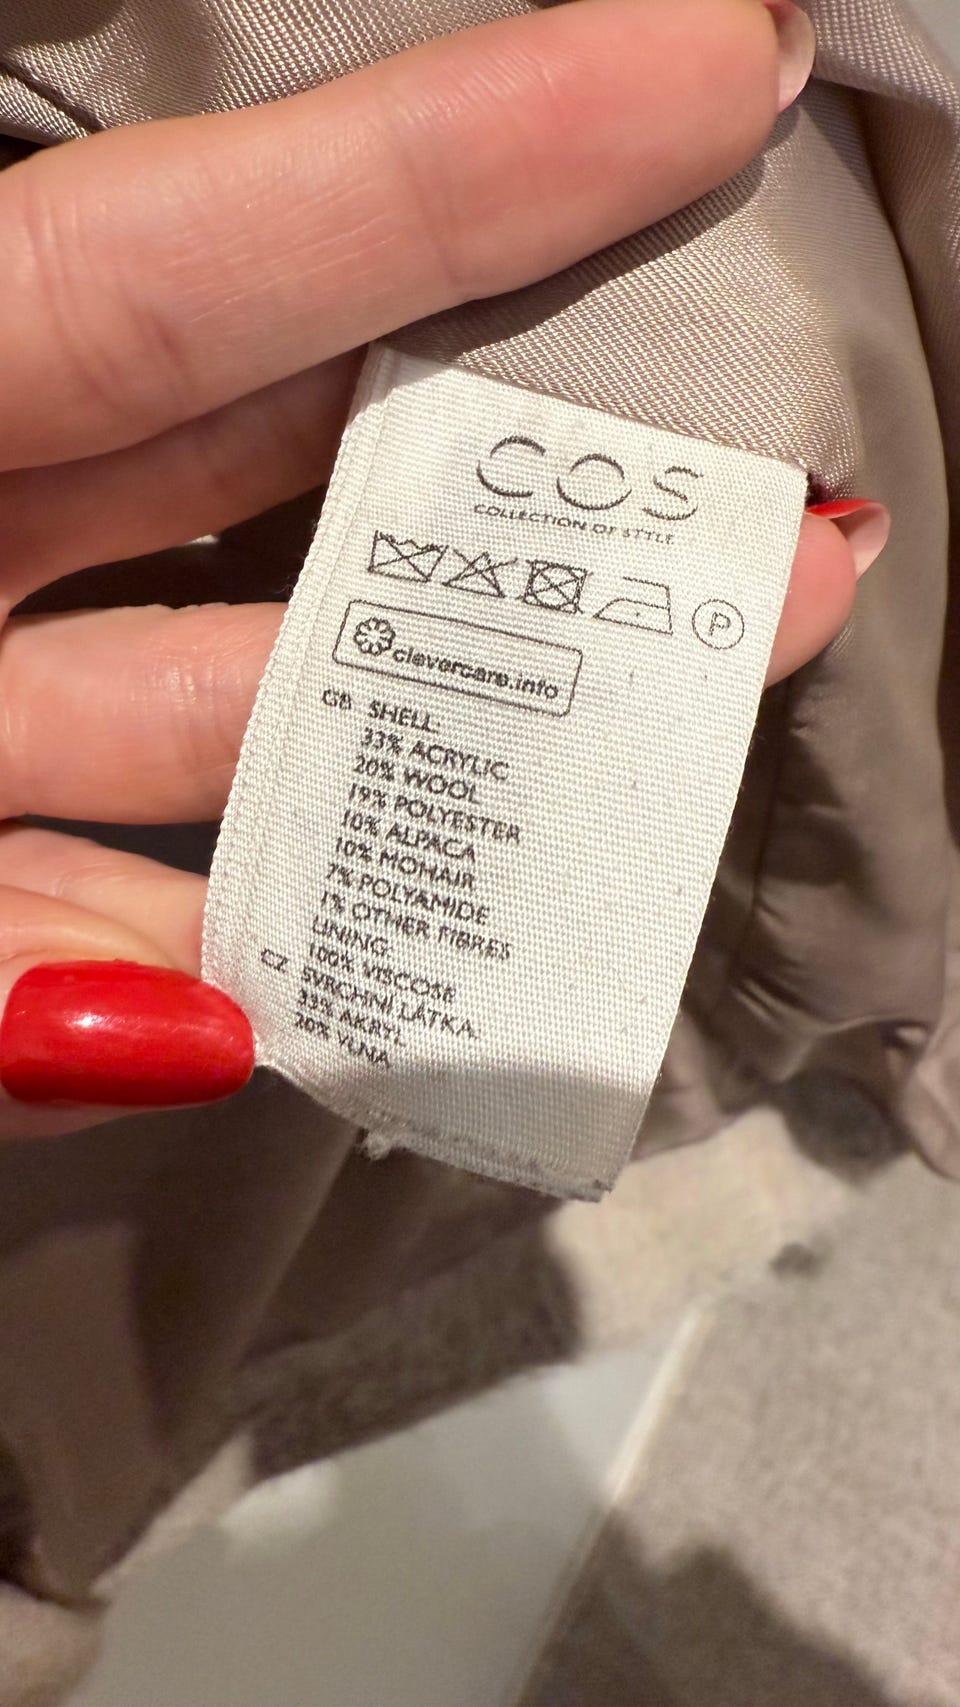 COS
COLLECTION OF STYLE
P
clevercare.info
GB SHELL:
33% ACRYLIC
20% WOOL
19% POLYESTER
10% ALPACA
10% MOHAIR
7% POLYAMIDE
1% OTHER FIBRES
LINING:
100% VISCOSE
CZ SVRCHNÍ LÁTKA:
33% AKRYL
20% VLNA